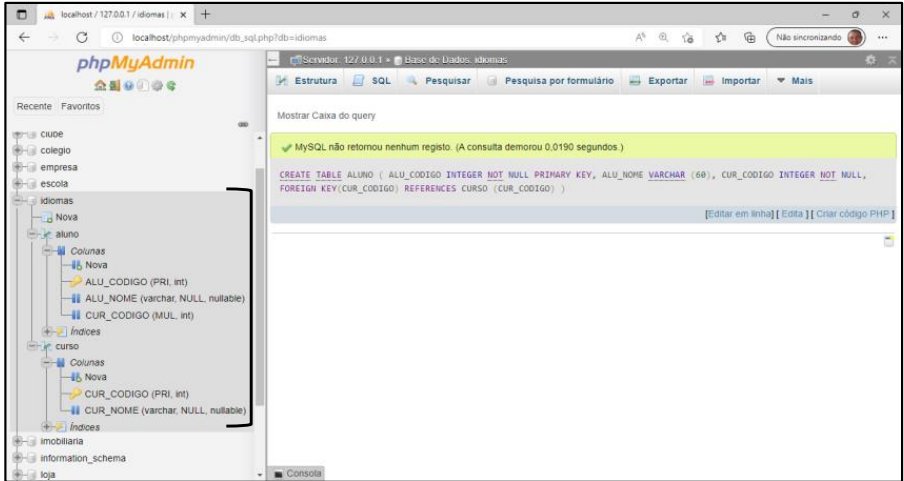 localhost / 127.0.0.1 / idiomas | p
localhost/phpmyadmin/db_sql.php?db=idiomas
Não sincronizando
phpMyAdmin
Recente Favoritos
clube
colegio
empresa
escola
idiomas
Nova
aluno
Colunas
Nova
ALU_CODIGO (PRI, int)
ALU_NOME (varchar, NULL, nullable)
CUR_CODIGO (MUL, int)
Índices
curso
Colunas
Nova
CUR_CODIGO (PRI, int)
CUR_NOME (varchar, NULL, nullable)
Índices
imobiliaria
information_schema
loja
Servidor: 127.0.0.1 » Base de Dados: idiomas
Estrutura SQL Pesquisar Pesquisa por formulário Exportar Importar Mais
Mostrar Caixa do query
MySQL não retornou nenhum registo. (A consulta demorou 0,0190 segundos.)
CREATE TABLE ALUNO ( ALU_CODIGO INTEGER NOT NULL PRIMARY KEY, ALU_NOME VARCHAR (60), CUR_CODIGO INTEGER NOT NULL,
FOREIGN KEY(CUR_CODIGO) REFERENCES CURSO (CUR_CODIGO) )
[Editar em linha] [ Edita ] [ Criar código PHP ]
Consola